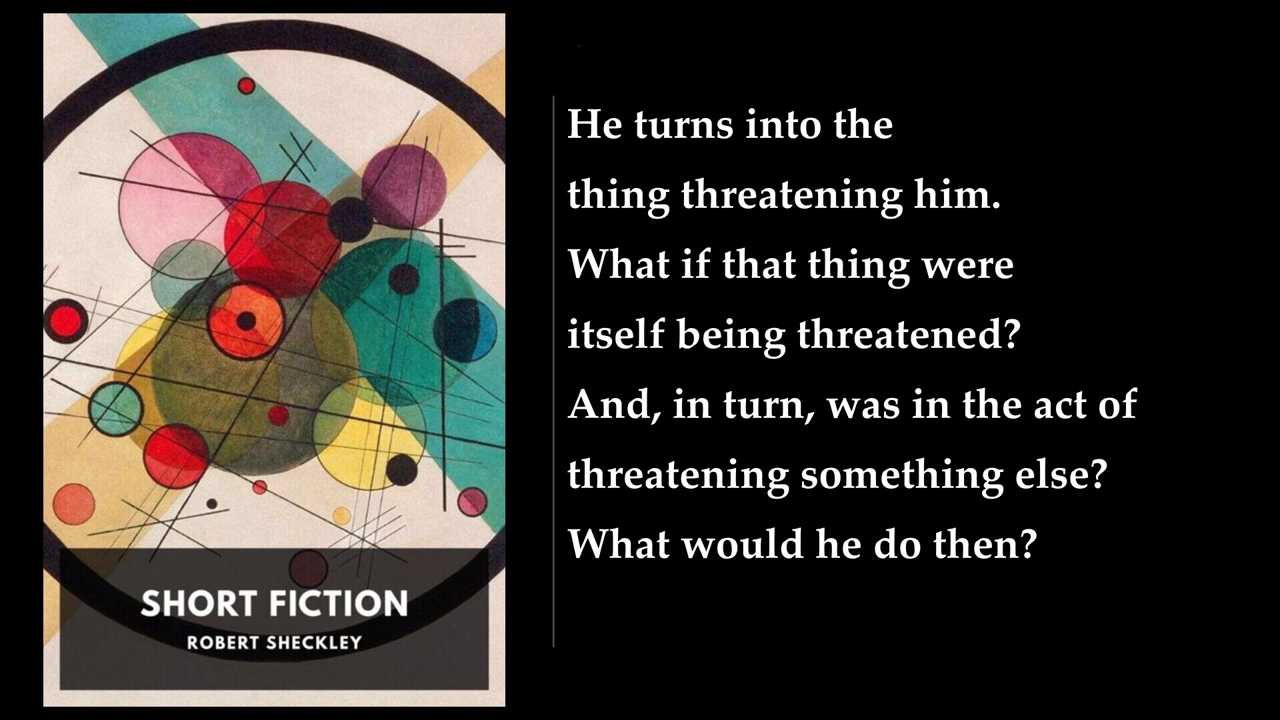 SHORT FICTION
ROBERT SHECKLEY
He turns into the
thing threatening him.
What if that thing were
itself being threatened?
And, in turn, was in the act of
threatening something else?
What would he do then?